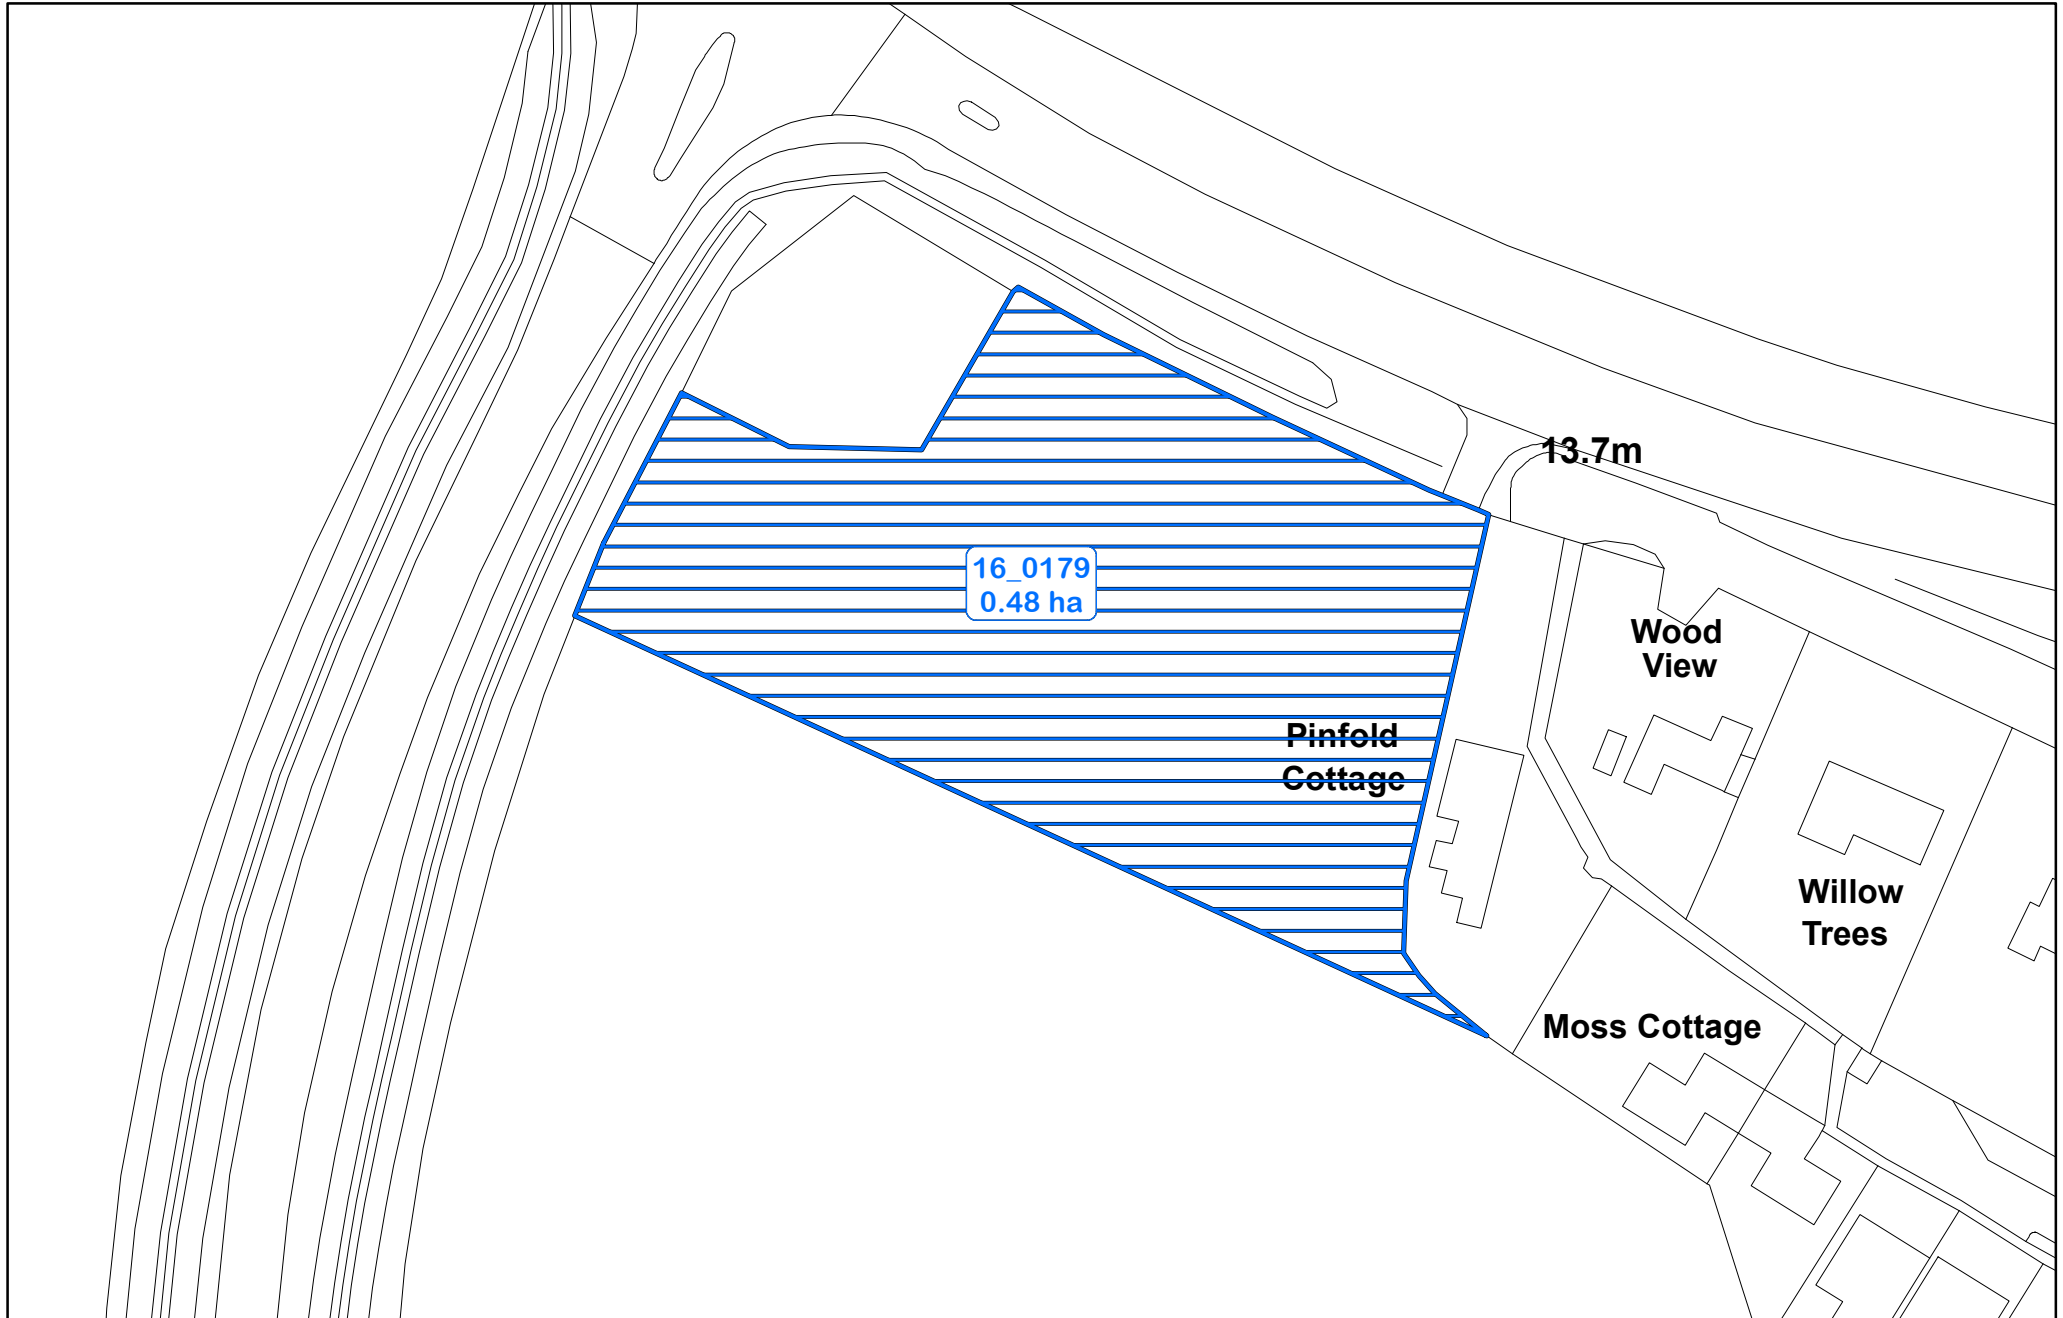 13.7m
16_0179
0.48 ha
Wood
View
Pinfold
Cottage
Willow
Trees
Moss Cottage